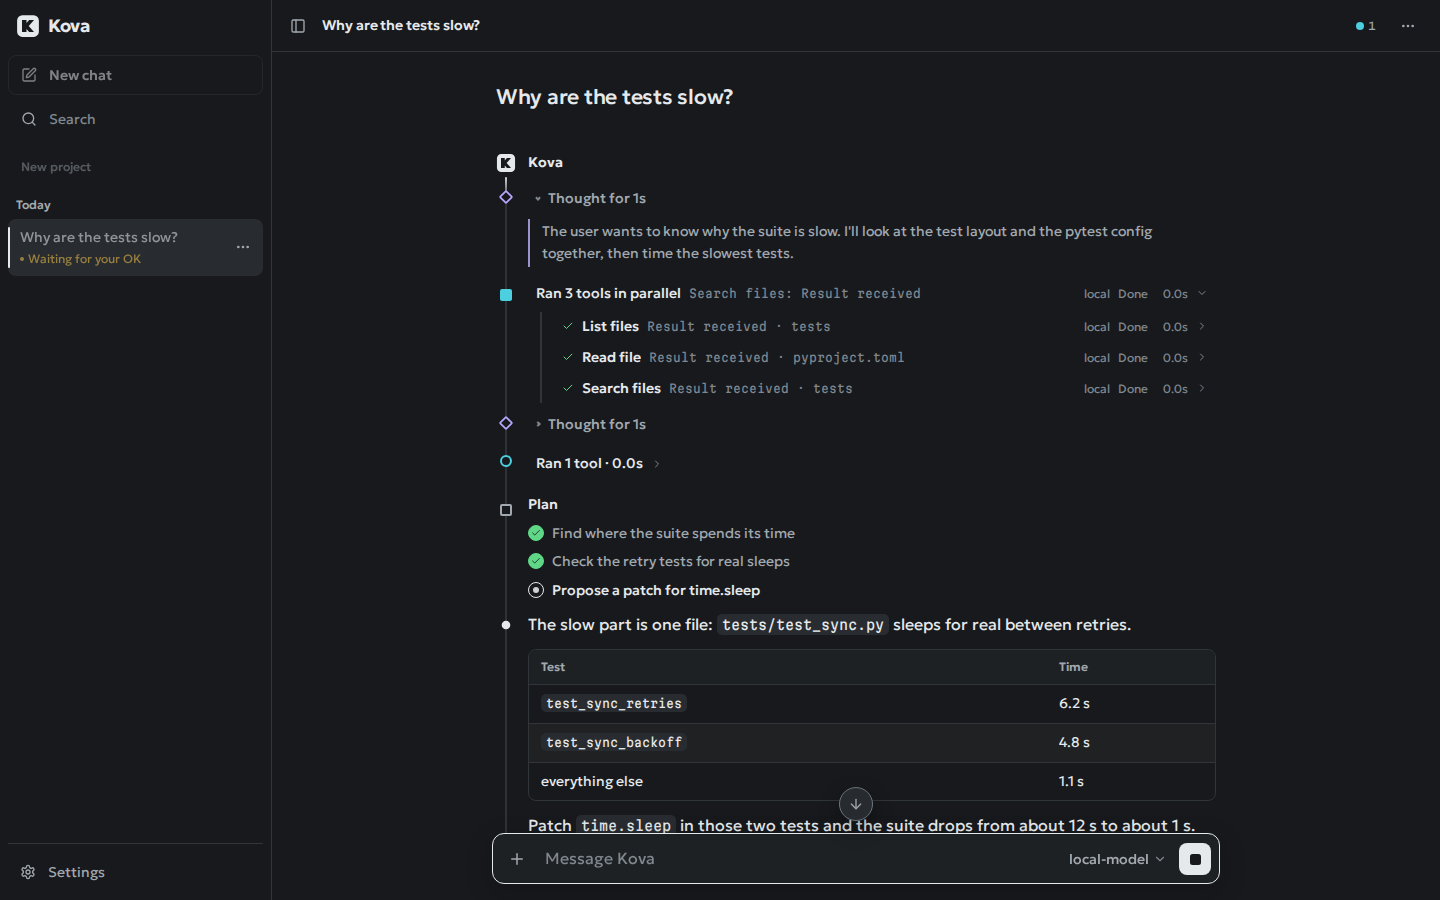 Kova
New chat
Search
New project
Today
Why are the tests slow?
Waiting for your OK
Settings
Why are the tests slow?
1
Why are the tests slow?
Kova
Thought for 1s
The user wants to know why the suite is slow. I'll look at the test layout and the pytest config
together, then time the slowest tests.
Ran 3 tools in parallel Search files: Result received local Done 0.0s
List files Result received · tests local Done 0.0s
Read file Result received · pyproject.toml local Done 0.0s
Search files Result received · tests local Done 0.0s
Thought for 1s
Ran 1 tool · 0.0s
Plan
Find where the suite spends its time
Check the retry tests for real sleeps
Propose a patch for time.sleep
The slow part is one file: tests/test_sync.py sleeps for real between retries.
Test Time
test_sync_retries 6.2 s
test_sync_backoff 4.8 s
everything else 1.1 s
Patch time.sleep in those two tests and the suite drops from about 12 s to about 1 s.
Message Kova local-model